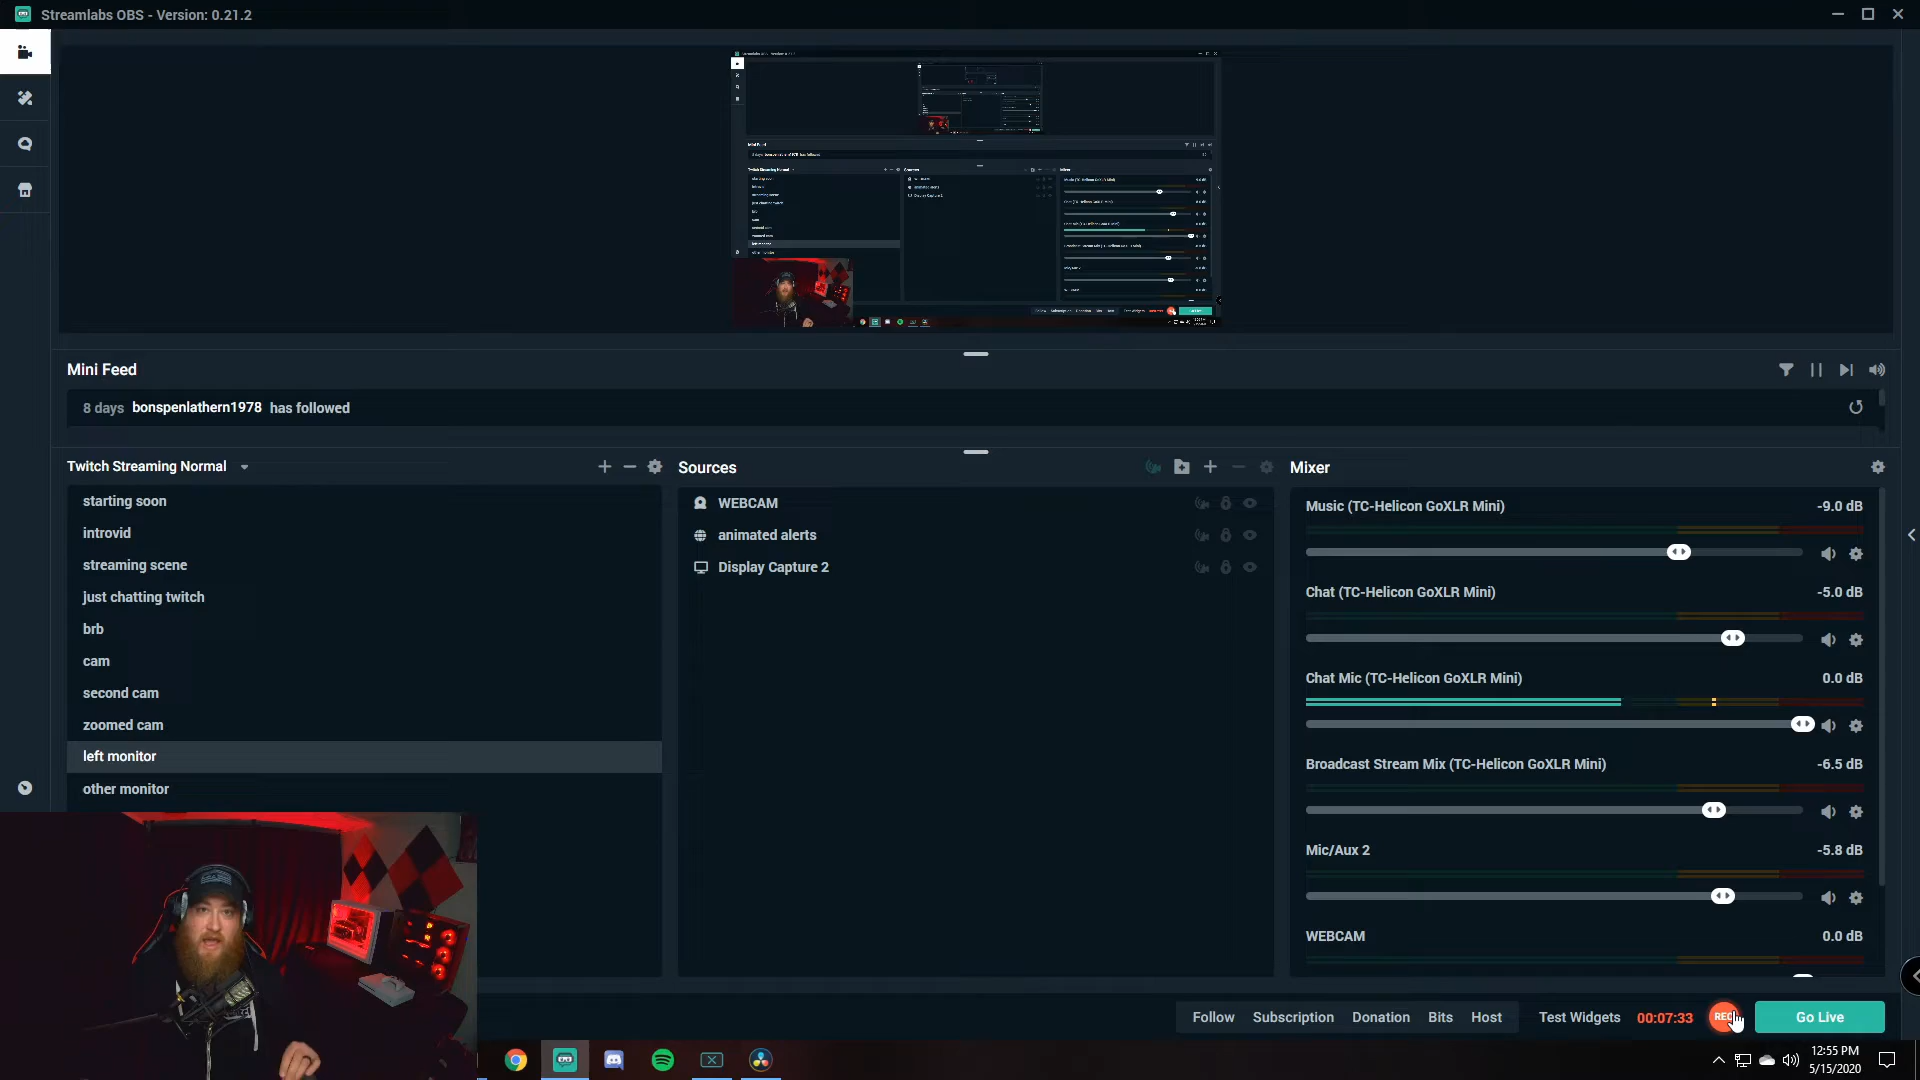 Streamlabs OBS - Version: 0.21.2
Mini Feed
8 days bonspenlathern1978 has followed
Twitch Streaming Normal
starting soon
introvid
streaming scene
just chatting twitch
brb
cam
second cam
zoomed cam
left monitor
other monitor
Sources
WEBCAM
animated alerts
Display Capture 2
Mixer
Music (TC-Helicon GoXLR Mini) -9.0 dB
Chat (TC-Helicon GoXLR Mini) -5.0 dB
Chat Mic (TC-Helicon GoXLR Mini) 0.0 dB
Broadcast Stream Mix (TC-Helicon GoXLR Mini) -6.5 dB
Mic/Aux 2 -5.8 dB
WEBCAM 0.0 dB
Follow Subscription Donation Bits Host Test Widgets 00:07:33 REC Go Live
12:55 PM
5/15/2020